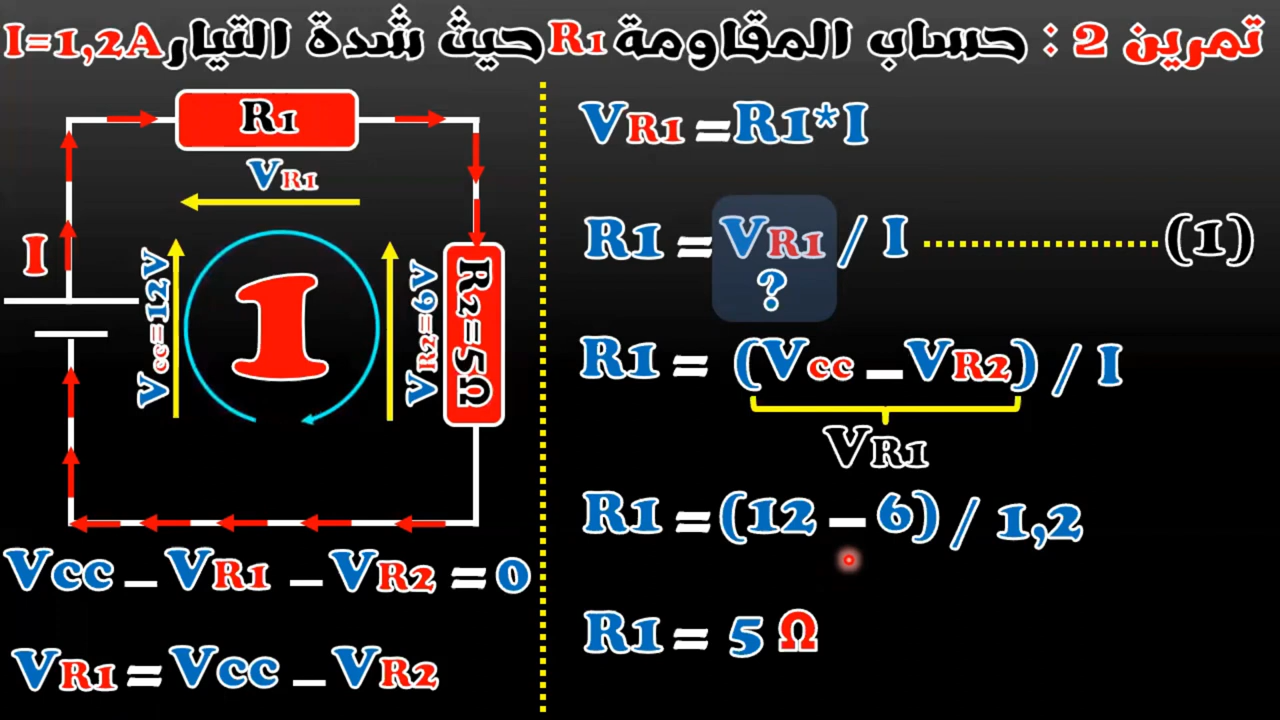 تمرين 2 : حساب المقاومة R1 حيث شدة التيار I=1,2A
R1
VR1
I
Vcc=12V
1
VR2=6V
R2=5Ω
Vcc – VR1 – VR2 = 0
VR1 = Vcc – VR2
VR1 = R1*I
R1 = VR1 / I ........................ (1)
?
R1 = (Vcc – VR2) / I
VR1
R1 = (12 – 6) / 1,2
R1 = 5 Ω